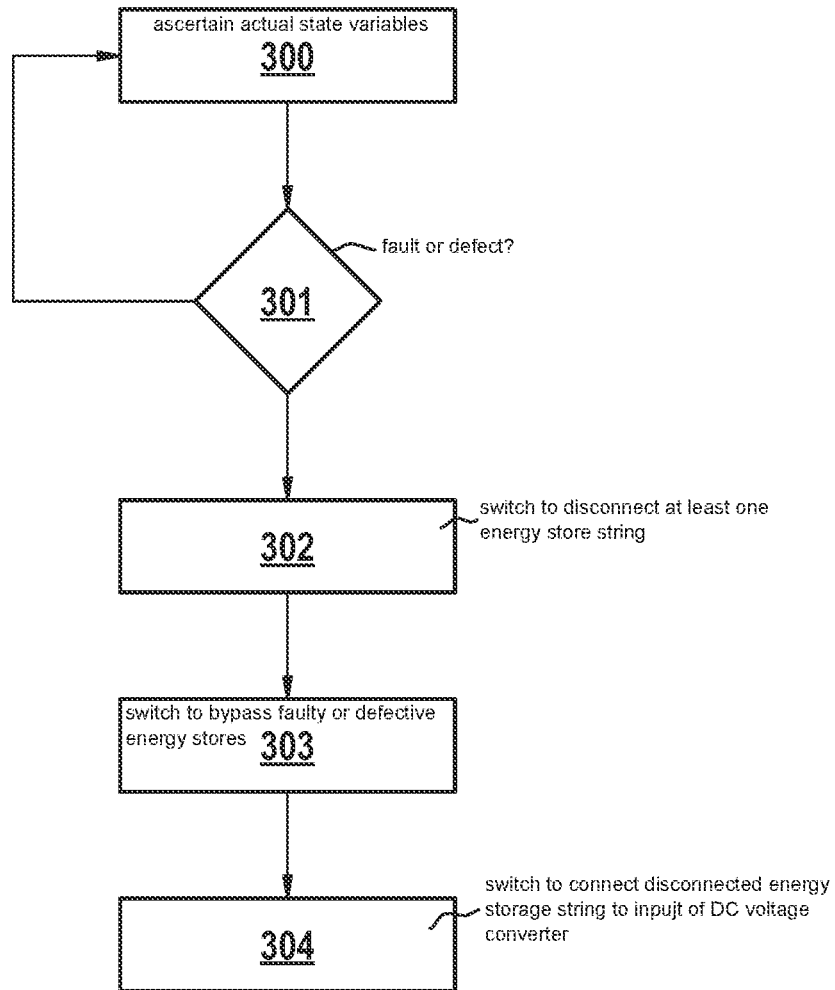 ascertain actual state variables
300
fault or defect?
301
switch to disconnect at least one
energy store string
302
switch to bypass faulty or defective
energy stores
303
switch to connect disconnected energy
storage string to inpujt of DC voltage
converter
304